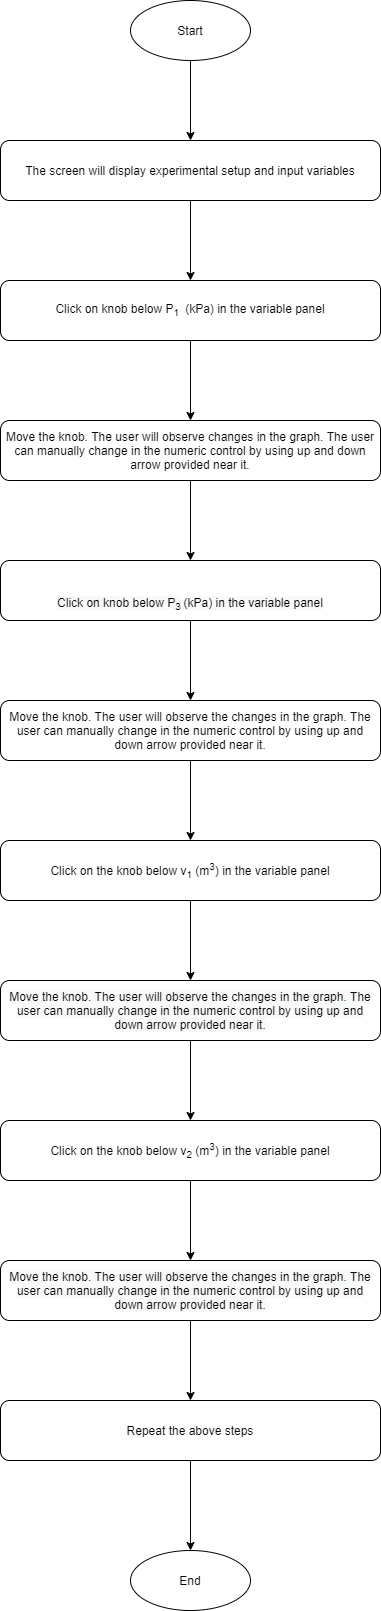 Start
The screen will display experimental setup and input variables
Click on knob below P₁ (kPa) in the variable panel
Move the knob. The user will observe changes in the graph. The user
can manually change in the numeric control by using up and down
arrow provided near it.
Click on knob below P₃ (kPa) in the variable panel
Move the knob. The user will observe the changes in the graph. The
user can manually change in the numeric control by using up and
down arrow provided near it.
Click on the knob below v₁ (m³) in the variable panel
Move the knob. The user will observe the changes in the graph. The
user can manually change in the numeric control by using up and
down arrow provided near it.
Click on the knob below v₂ (m³) in the variable panel
Move the knob. The user will observe the changes in the graph. The
user can manually change in the numeric control by using up and
down arrow provided near it.
Repeat the above steps
End